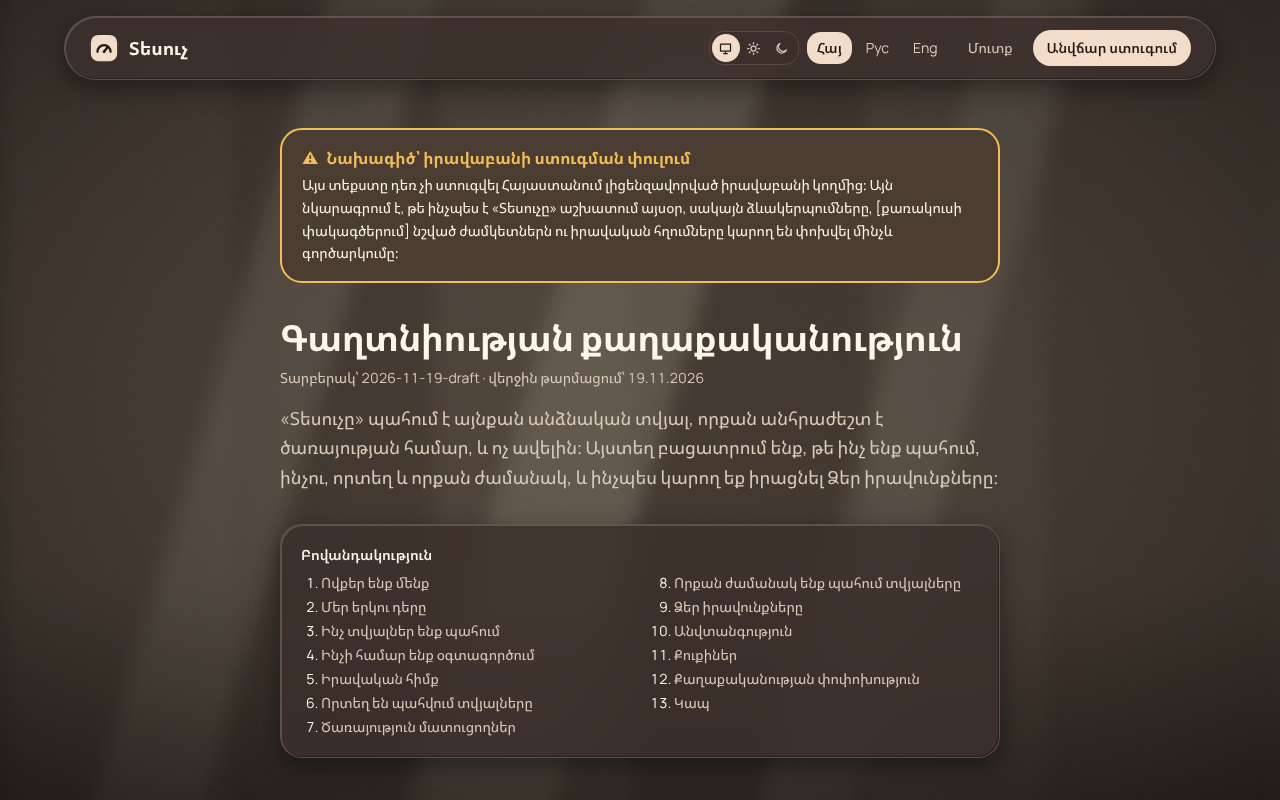 Տեսուչ
Հայ
Рус
Eng
Մուտք
Անվճար ստուգում
Նախագիծ՝ իրավաբանի ստուգման փուլում
Այս տեքստը դեռ չի ստուգվել Հայաստանում լիցենզավորված իրավաբանի կողմից: Այն
նկարագրում է, թե ինչպես է «Տեսուչը» աշխատում այսօր, սակայն ձևակերպումները, [քառակուսի
փակագծերում] նշված ժամկետներն ու իրավական հղումները կարող են փոխվել մինչև
գործարկումը:
Գաղտնիության քաղաքականություն
Տարբերակ՝ 2026-11-19-draft · վերջին թարմացում՝ 19.11.2026
«Տեսուչը» պահում է այնքան անձնական տվյալ, որքան անհրաժեշտ է
ծառայության համար, և ոչ ավելին: Այստեղ բացատրում ենք, թե ինչ ենք պահում,
ինչու, որտեղ և որքան ժամանակ, և ինչպես կարող եք իրացնել Ձեր իրավունքները:
Բովանդակություն
1. Ովքեր ենք մենք
2. Մեր երկու դերը
3. Ինչ տվյալներ ենք պահում
4. Ինչի համար ենք օգտագործում
5. Իրավական հիմք
6. Որտեղ են պահվում տվյալները
7. Ծառայություն մատուցողներ
8. Որքան ժամանակ ենք պահում տվյալները
9. Ձեր իրավունքները
10. Անվտանգություն
11. Քուքիներ
12. Քաղաքականության փոփոխություն
13. Կապ